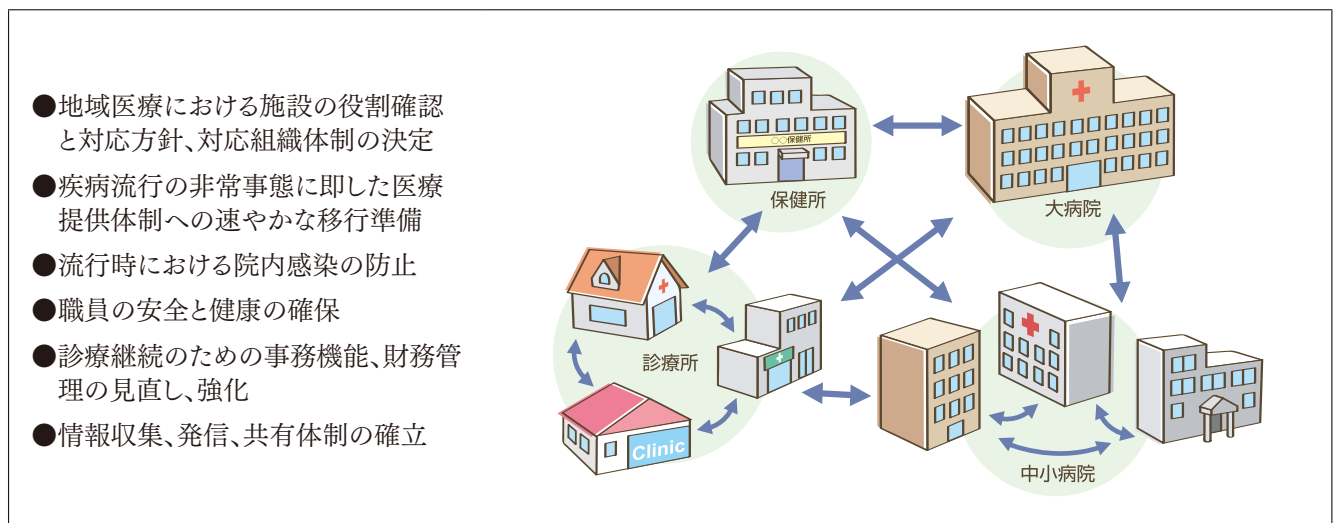 ●地域医療における施設の役割確認
と対応方針、対応組織体制の決定
●疾病流行の非常事態に即した医療
提供体制への速やかな移行準備
●流行時における院内感染の防止
●職員の安全と健康の確保
●診療継続のための事務機能、財務管
理の見直し、強化
●情報収集、発信、共有体制の確立
○○保健所
保健所
大病院
診療所
Clinic
中小病院